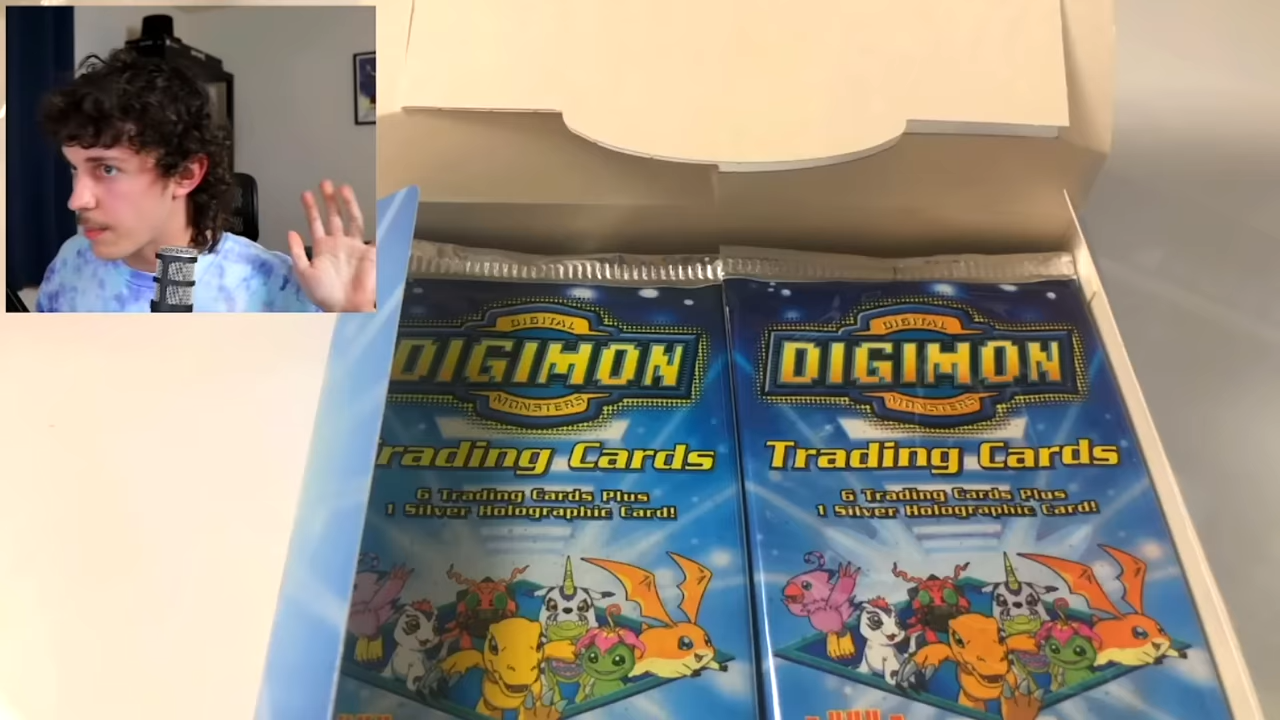 DIGITAL
DIGIMON
MONSTERS
rading Cards
6 Trading Cards Plus
1 Silver Holographic Card!
DIGITAL
DIGIMON
MONSTERS
Trading Cards
6 Trading Cards Plus
1 Silver Holographic Card!